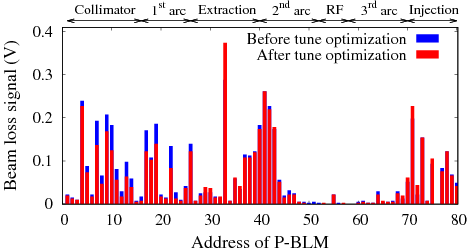 Collimator 1st arc Extraction 2nd arc RF 3rd arc Injection
0.4
Before tune optimization
After tune optimization
0.3
0.2
0.1
0
0 10 20 30 40 50 60 70 80
Beam loss signal (V)
Address of P-BLM